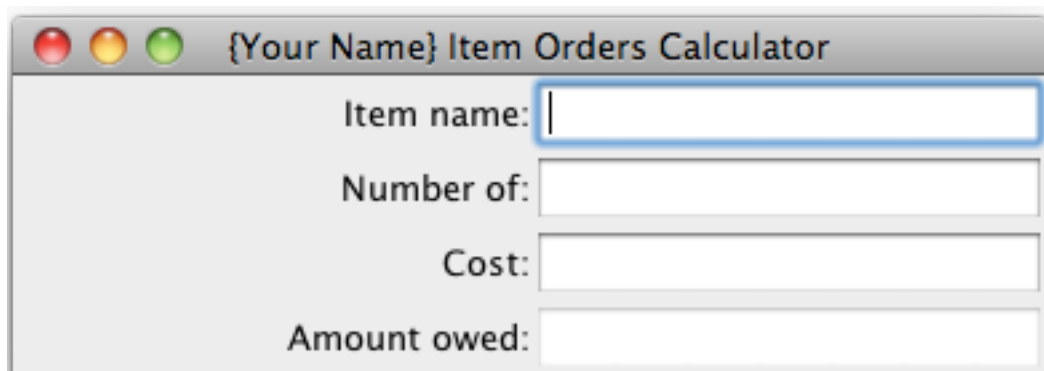 {Your Name} Item Orders Calculator
Item name:
Number of:
Cost:
Amount owed: